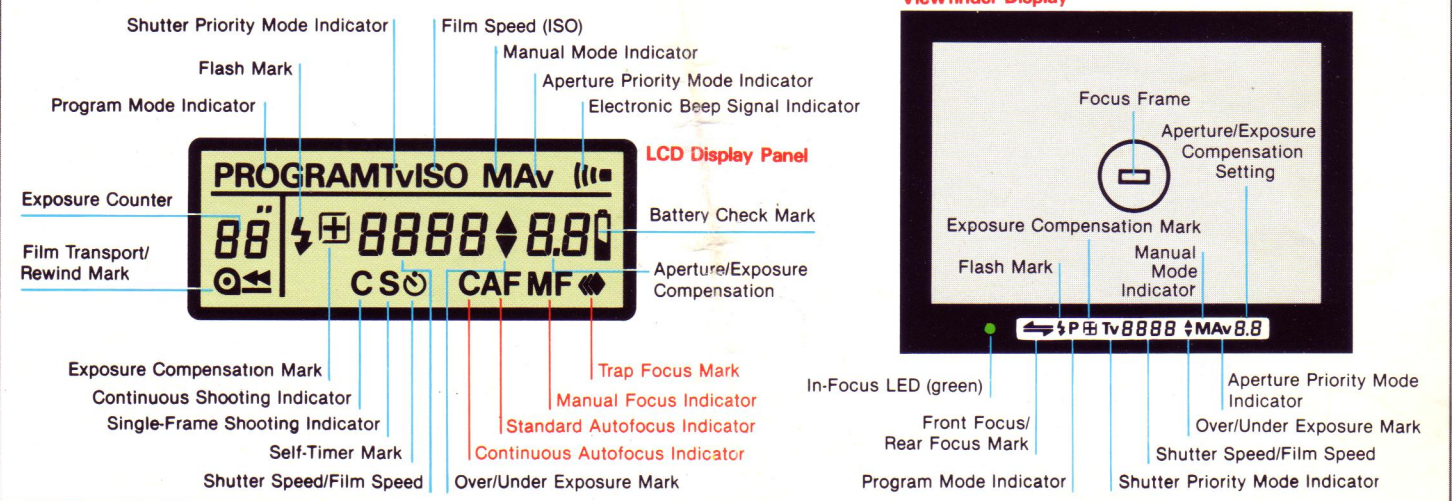 Viewfinder Display
Shutter Priority Mode Indicator
Film Speed (ISO)
Manual Mode Indicator
Flash Mark
Aperture Priority Mode Indicator
Program Mode Indicator
Electronic Beep Signal Indicator
LCD Display Panel
PROGRAMTvISO MAv
Exposure Counter
88 8888 8.8
Battery Check Mark
Film Transport/
Rewind Mark
C S CAF MF
Aperture/Exposure
Compensation
Exposure Compensation Mark
Trap Focus Mark
Continuous Shooting Indicator
Manual Focus Indicator
Single-Frame Shooting Indicator
Standard Autofocus Indicator
Self-Timer Mark
Continuous Autofocus Indicator
Shutter Speed/Film Speed
Over/Under Exposure Mark
Focus Frame
Aperture/Exposure
Compensation
Setting
Exposure Compensation Mark
Flash Mark
Manual
Mode
Indicator
P Tv 8888 MAv 8.8
In-Focus LED (green)
Aperture Priority Mode
Indicator
Front Focus/
Rear Focus Mark
Over/Under Exposure Mark
Shutter Speed/Film Speed
Program Mode Indicator
Shutter Priority Mode Indicator